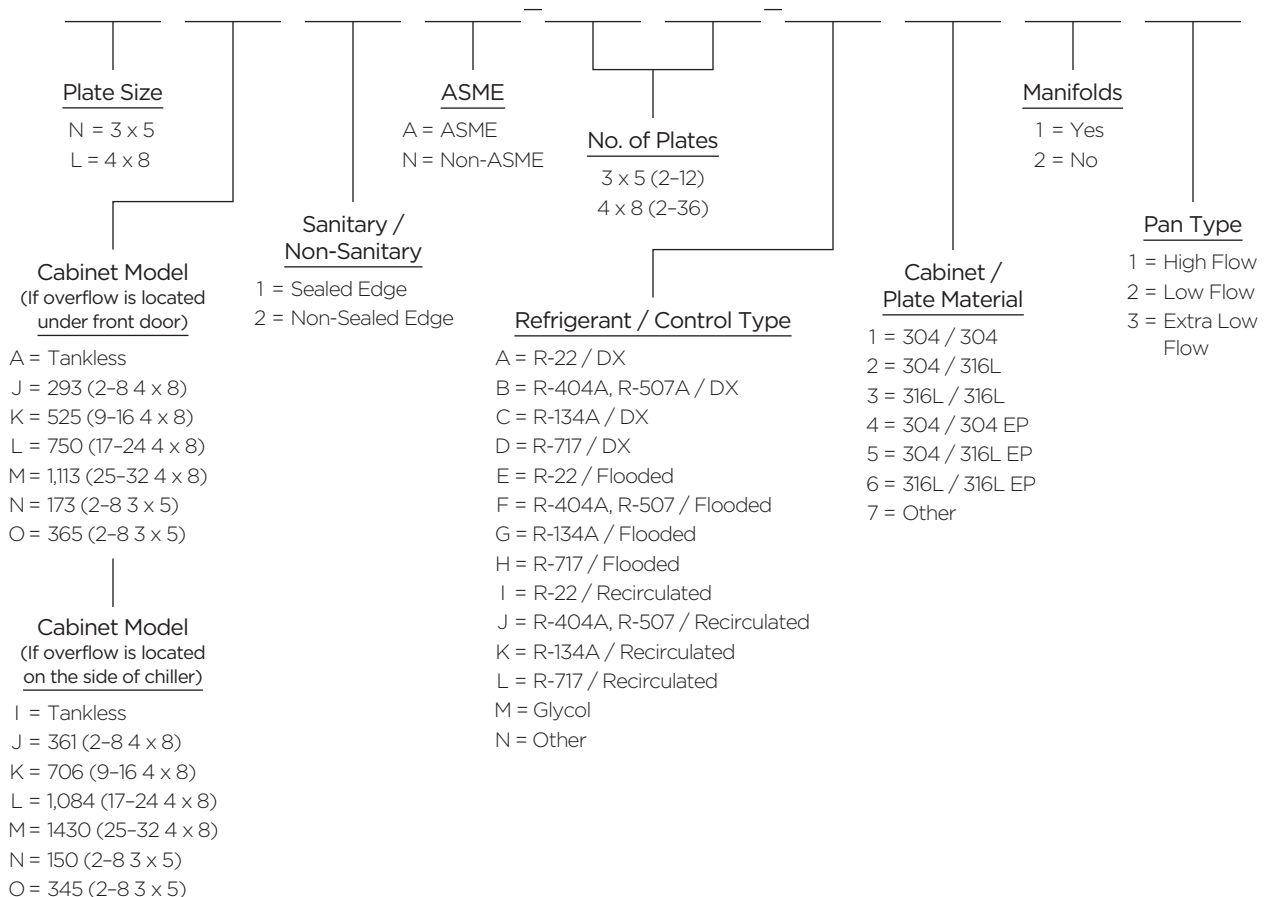 Plate Size
N = 3 x 5
L = 4 x 8
Cabinet Model
(If overflow is located
under front door)
A = Tankless
J = 293 (2–8 4 x 8)
K = 525 (9–16 4 x 8)
L = 750 (17–24 4 x 8)
M = 1,113 (25–32 4 x 8)
N = 173 (2–8 3 x 5)
O = 365 (2–8 3 x 5)
Cabinet Model
(If overflow is located
on the side of chiller)
I = Tankless
J = 361 (2–8 4 x 8)
K = 706 (9–16 4 x 8)
L = 1,084 (17–24 4 x 8)
M = 1430 (25–32 4 x 8)
N = 150 (2–8 3 x 5)
O = 345 (2–8 3 x 5)
Sanitary /
Non-Sanitary
1 = Sealed Edge
2 = Non-Sealed Edge
ASME
A = ASME
N = Non-ASME
No. of Plates
3 x 5 (2–12)
4 x 8 (2–36)
Refrigerant / Control Type
A = R-22 / DX
B = R-404A, R-507A / DX
C = R-134A / DX
D = R-717 / DX
E = R-22 / Flooded
F = R-404A, R-507 / Flooded
G = R-134A / Flooded
H = R-717 / Flooded
I = R-22 / Recirculated
J = R-404A, R-507 / Recirculated
K = R-134A / Recirculated
L = R-717 / Recirculated
M = Glycol
N = Other
Cabinet /
Plate Material
1 = 304 / 304
2 = 304 / 316L
3 = 316L / 316L
4 = 304 / 304 EP
5 = 304 / 316L EP
6 = 316L / 316L EP
7 = Other
Manifolds
1 = Yes
2 = No
Pan Type
1 = High Flow
2 = Low Flow
3 = Extra Low
Flow